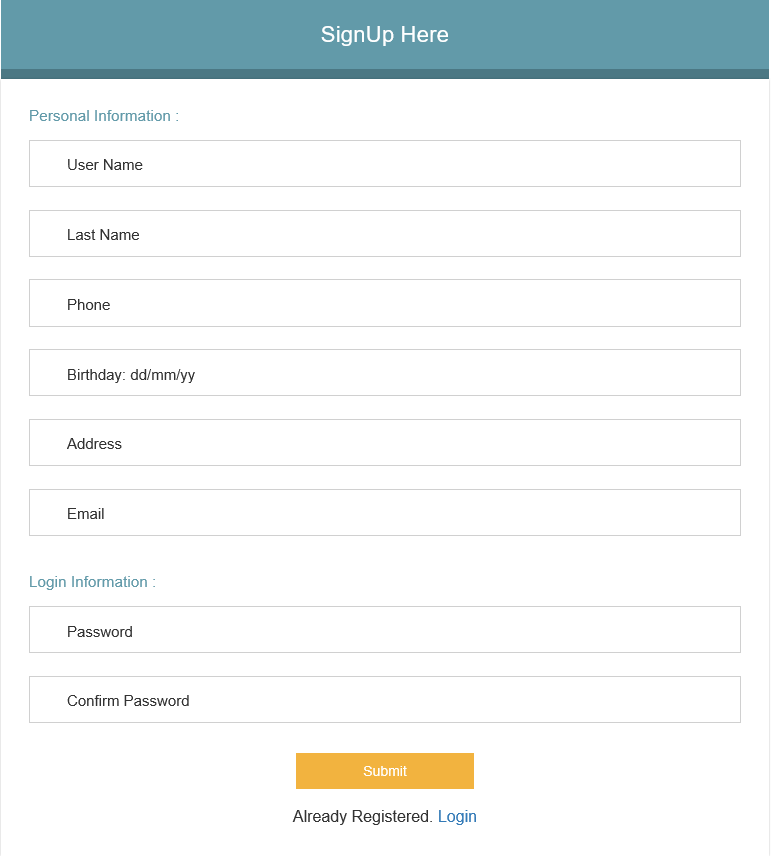 SignUp Here
Personal Information :
User Name
Last Name
Phone
Birthday: dd/mm/yy
Address
Email
Login Information :
Password
Confirm Password
Submit
Already Registered. Login